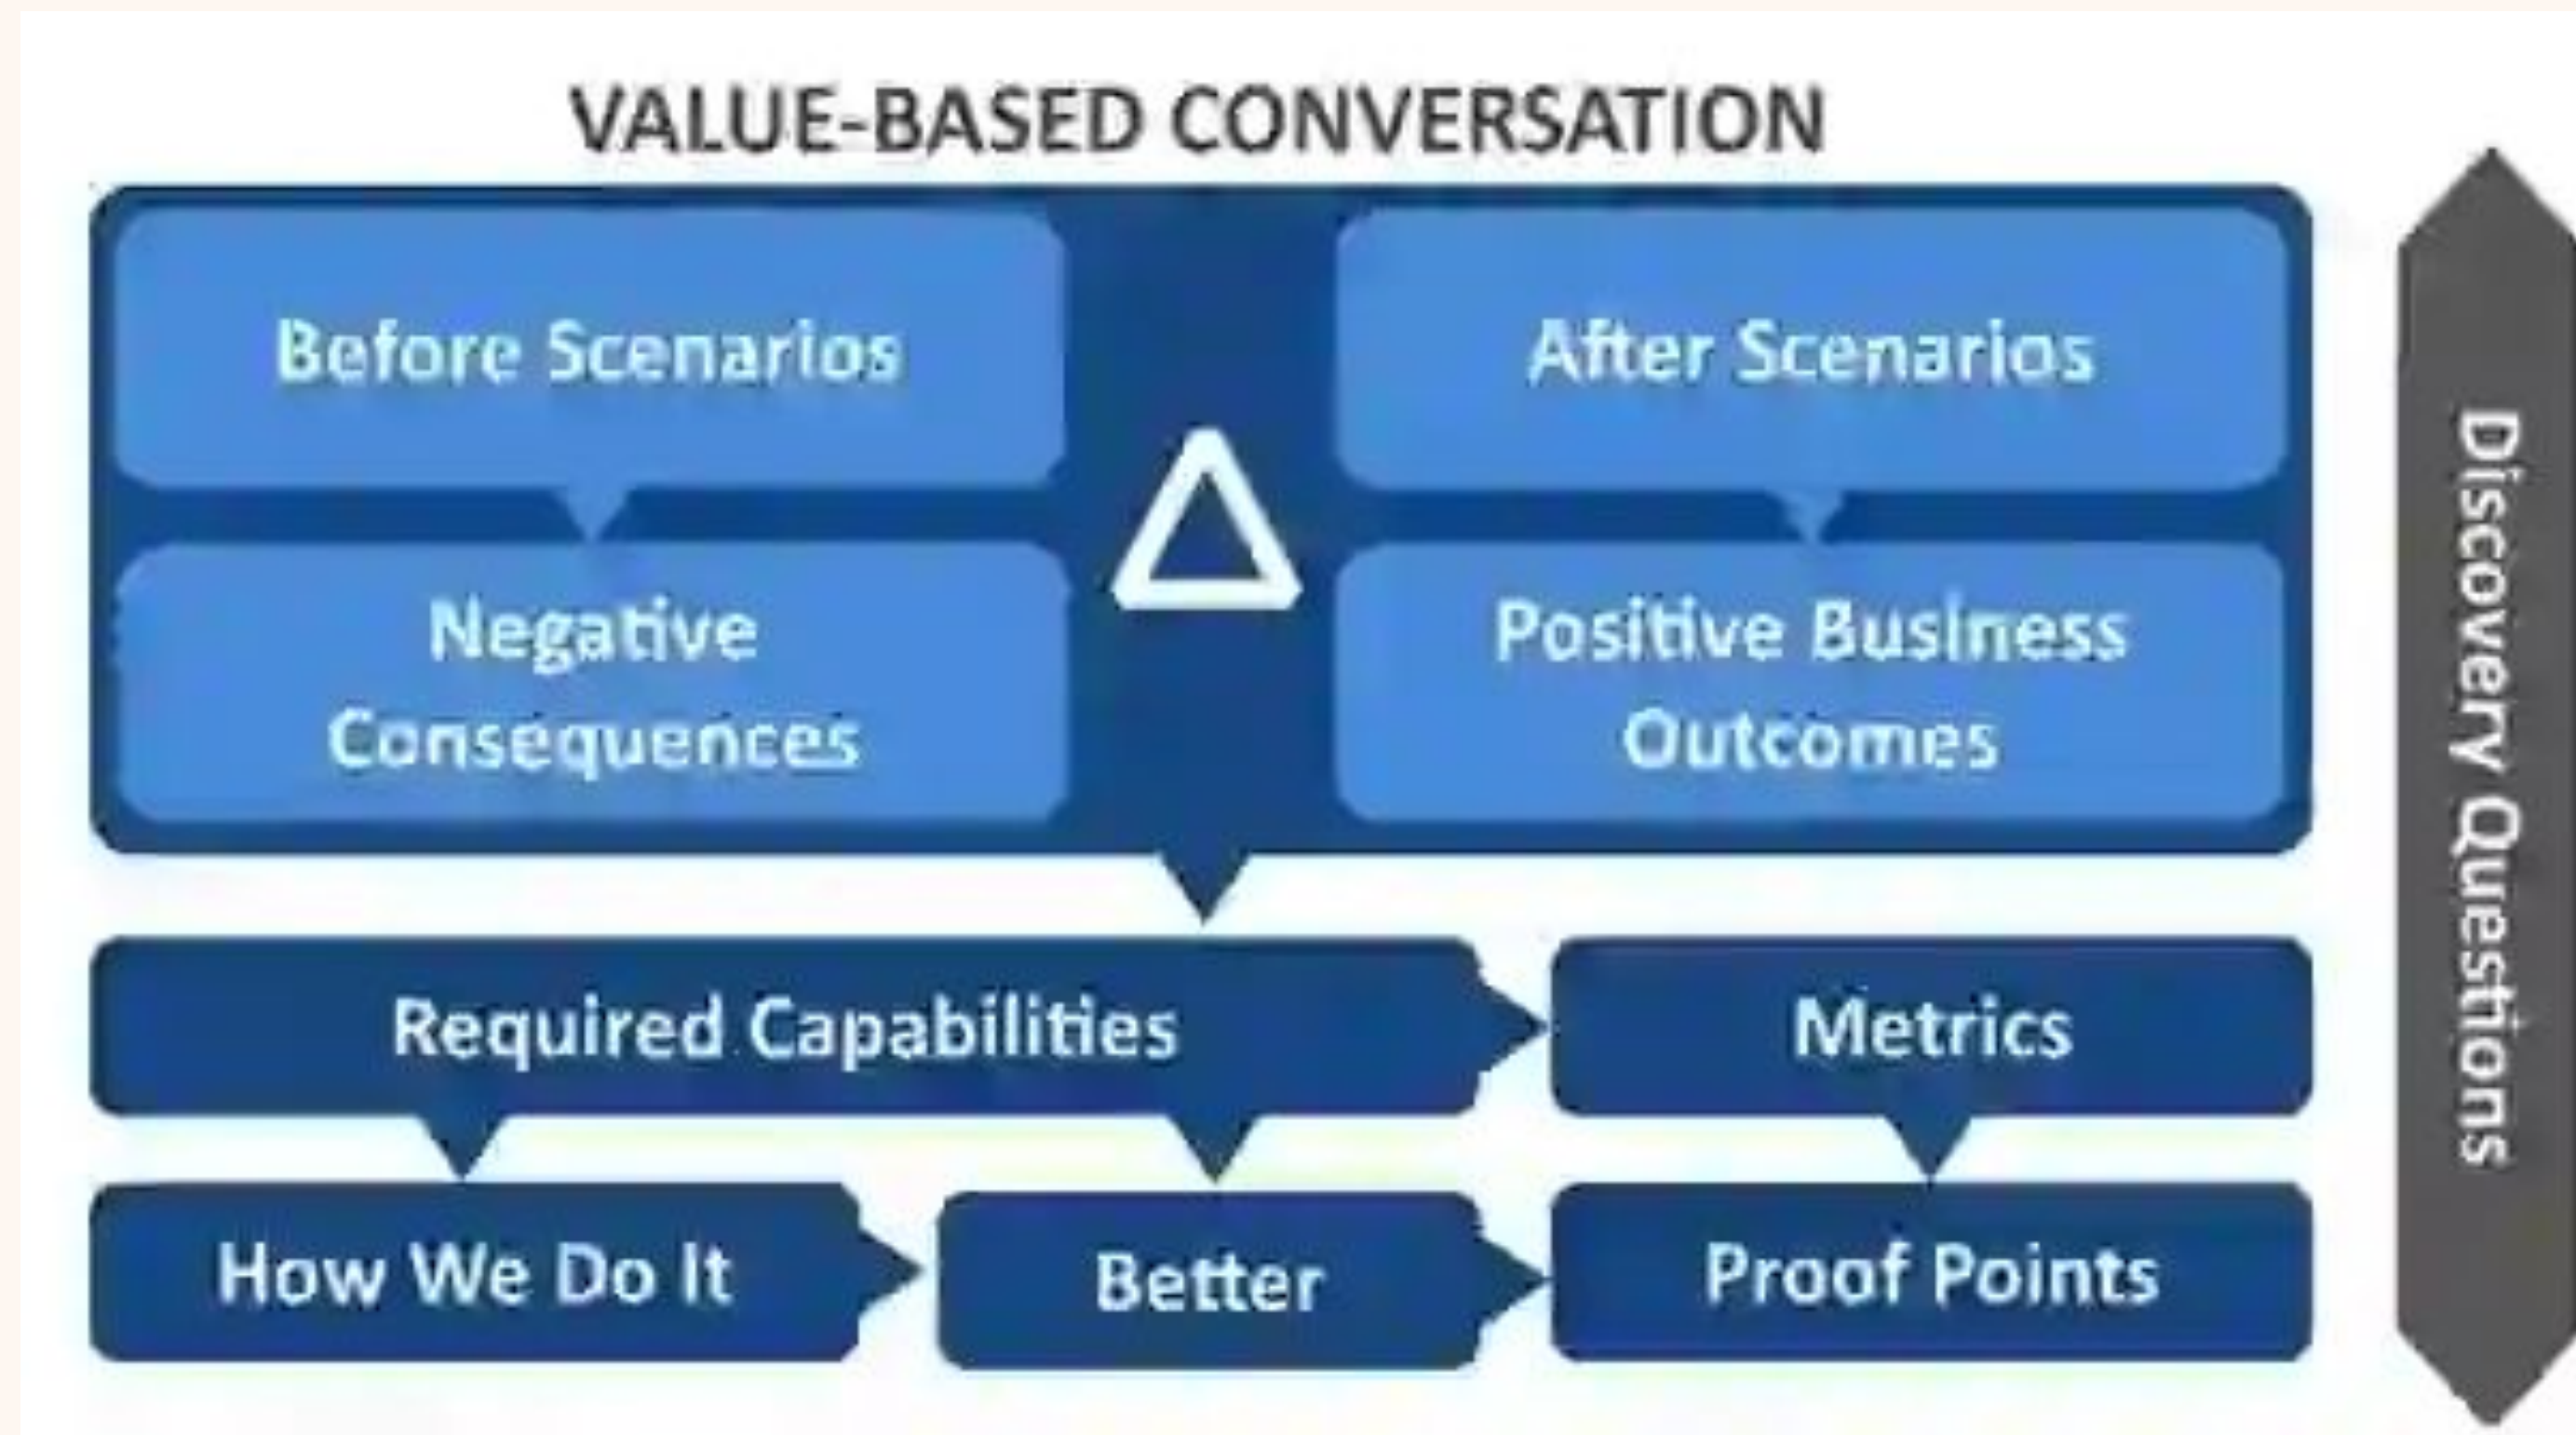 VALUE-BASED CONVERSATION
Before Scenarios
After Scenarios
Negative
Consequences
Positive Business
Outcomes
Required Capabilities
Metrics
How We Do It
Better
Proof Points
Discovery Questions